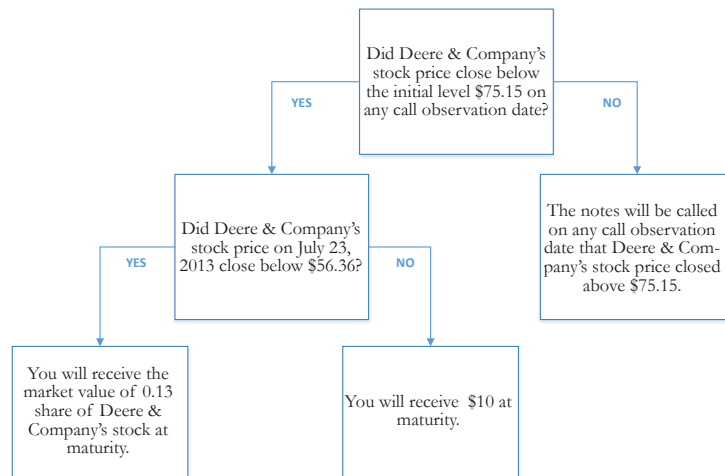 Did Deere & Company's
stock price close below
the initial level $75.15 on
any call observation date?
YES
NO
Did Deere & Company's
stock price on July 23,
2013 close below $56.36?
The notes will be called
on any call observation
date that Deere & Com-
pany's stock price closed
above $75.15.
YES
NO
You will receive the
market value of 0.13
share of Deere &
Company's stock at
maturity.
You will receive $10 at
maturity.